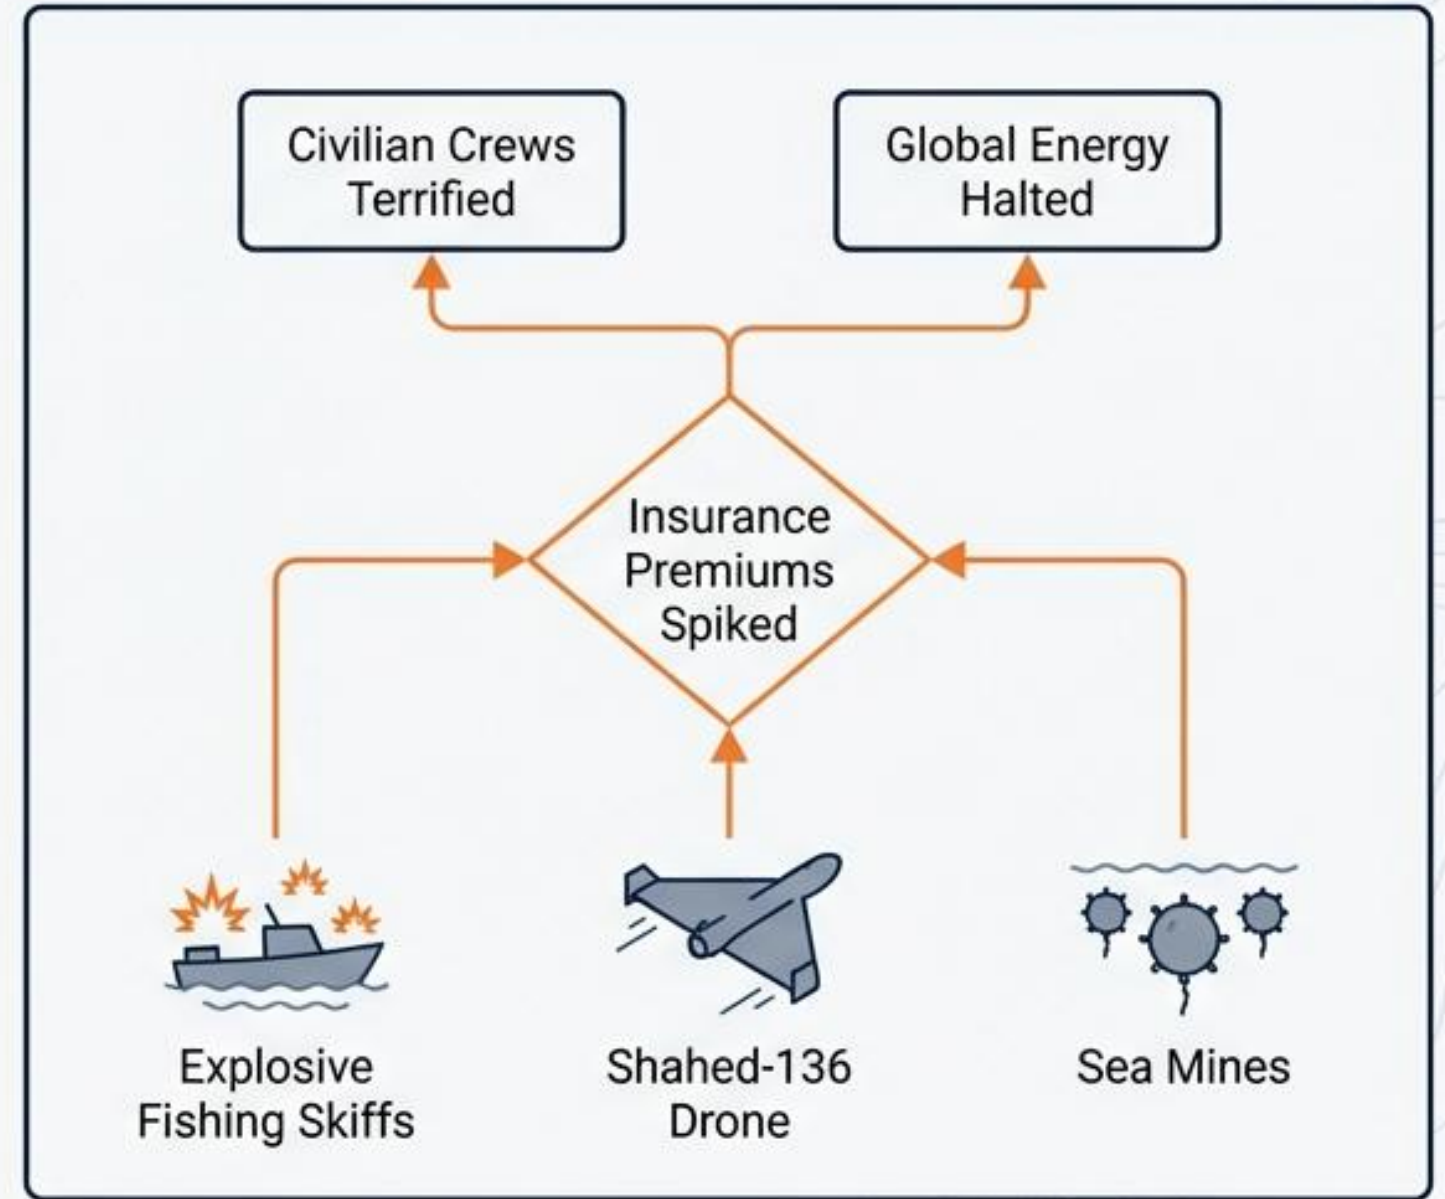 Civilian Crews
Terrified
Global Energy
Halted
Insurance
Premiums
Spiked
Explosive
Fishing Skiffs
Shahed-136
Drone
Sea Mines